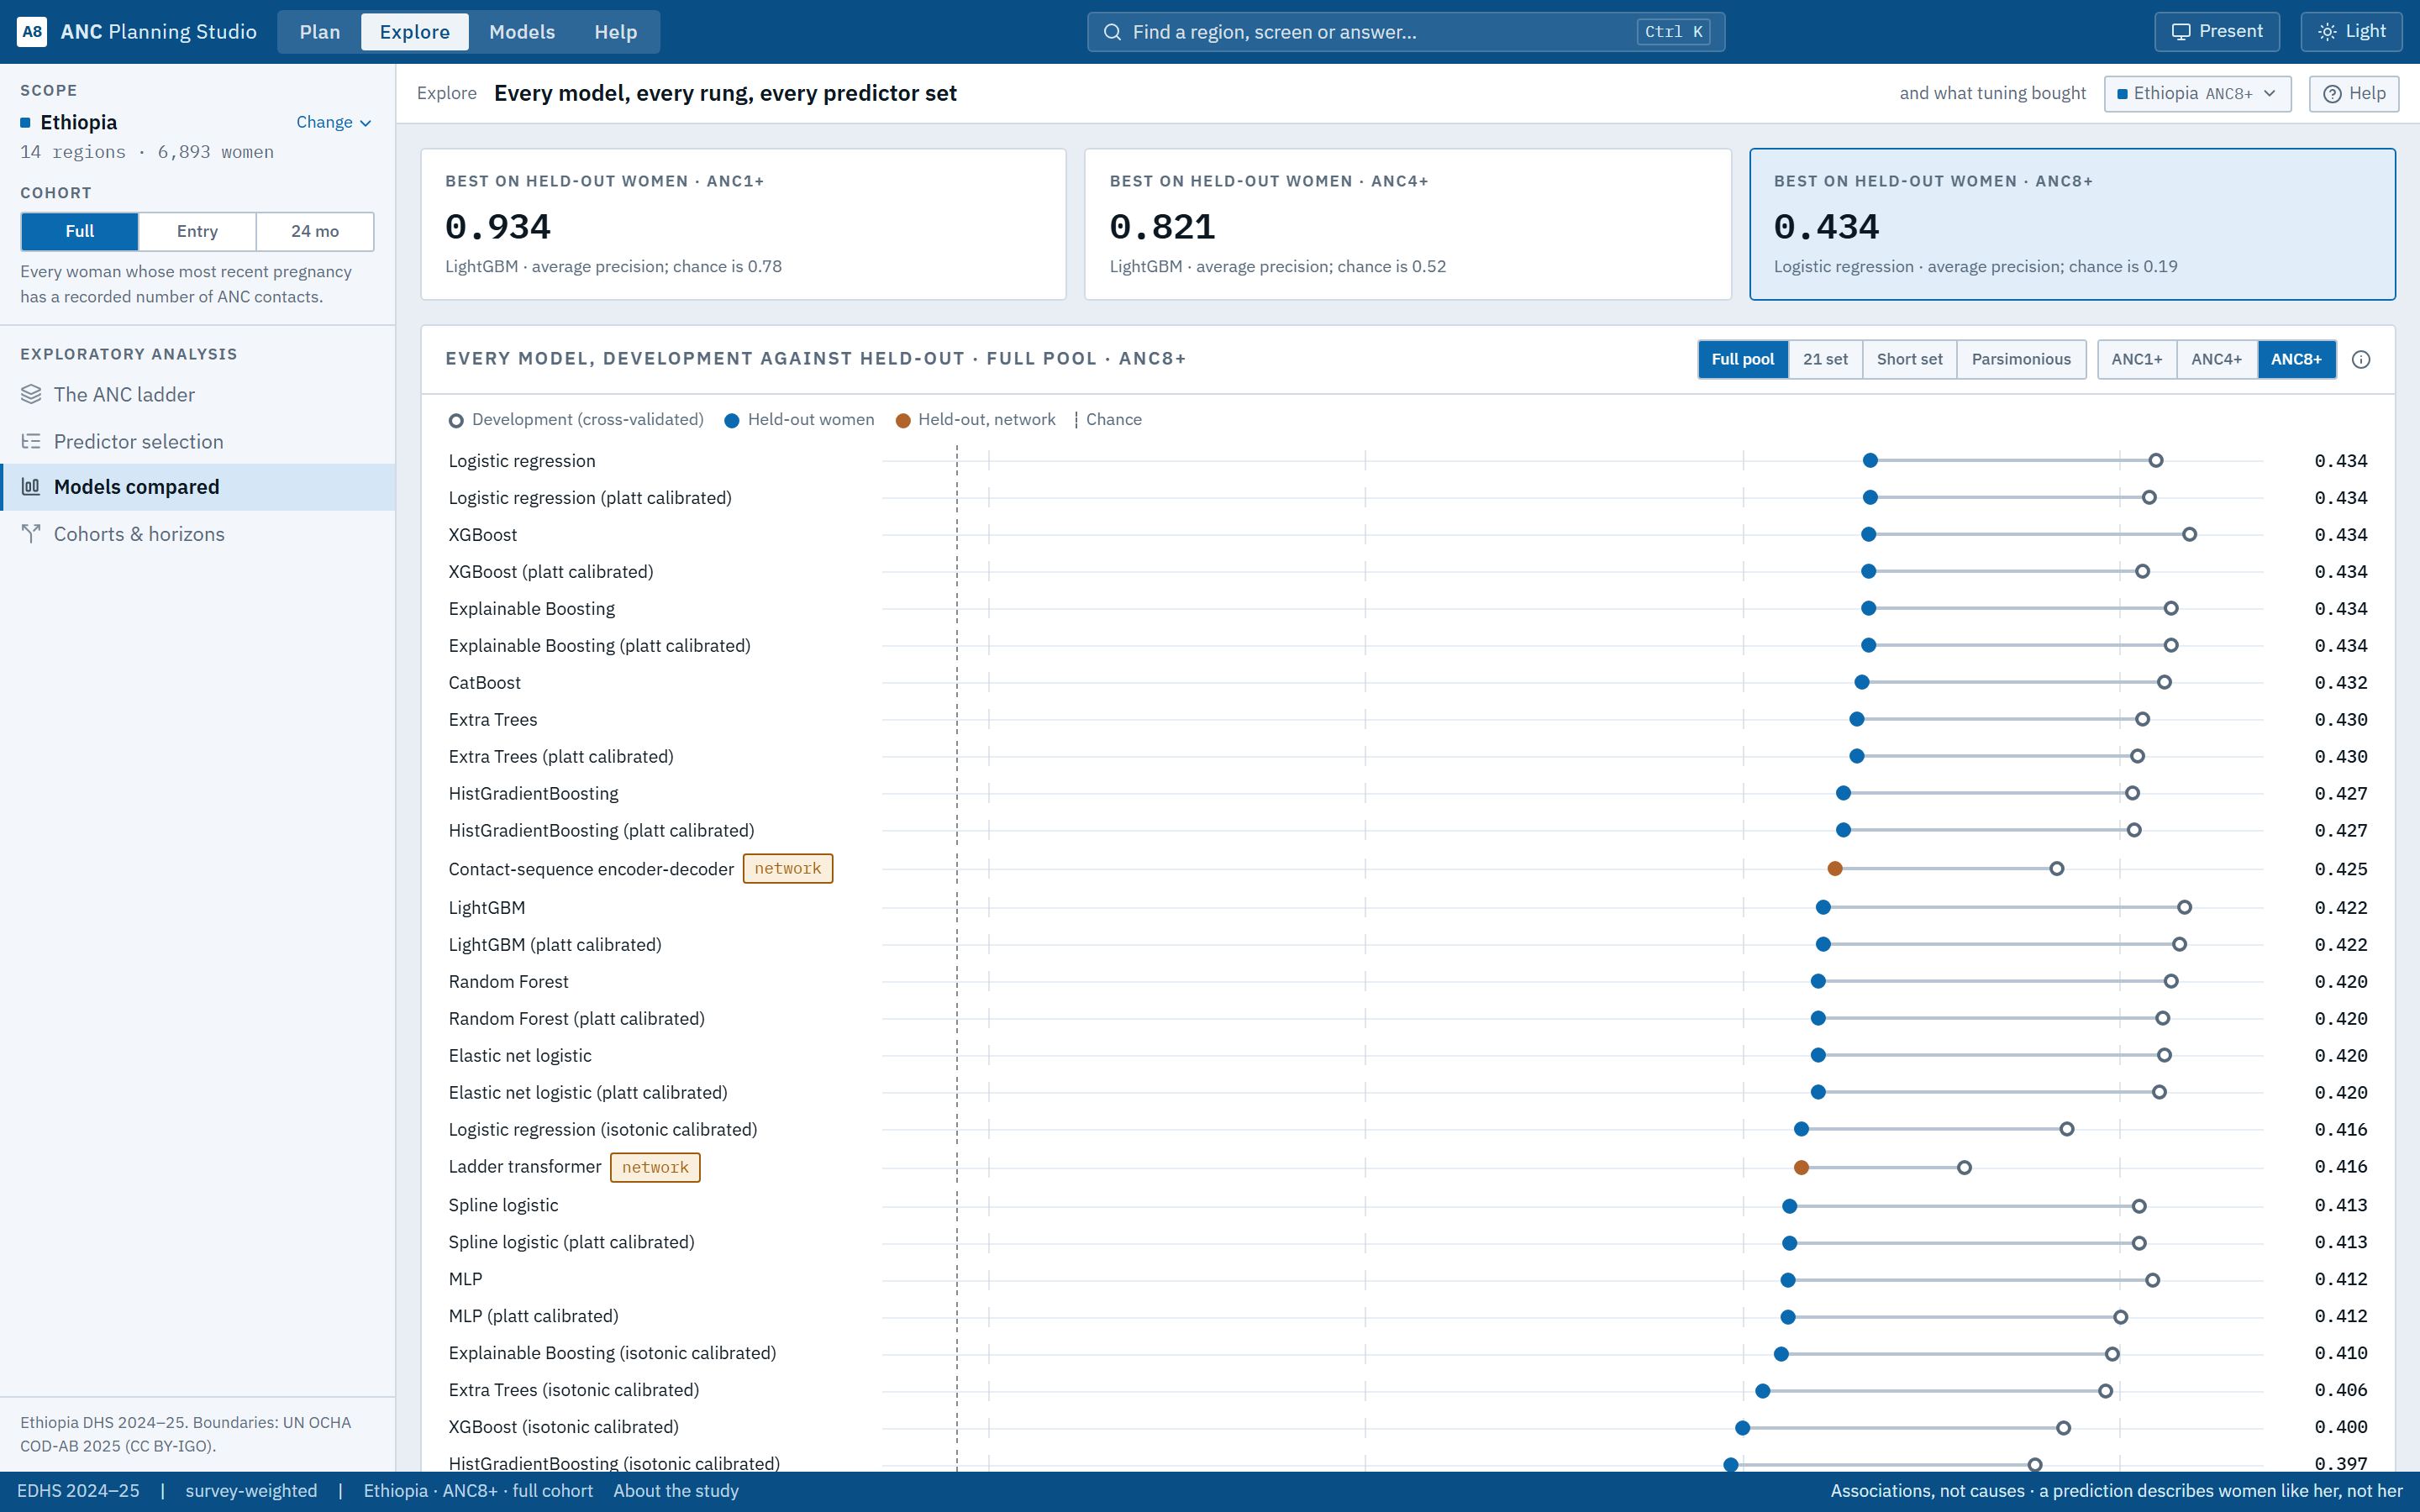 A8 ANC Planning Studio Plan Explore Models Help Find a region, screen or answer... Ctrl K Present Light
SCOPE
Ethiopia Change
14 regions · 6,893 women
COHORT
Full Entry 24 mo
Every woman whose most recent pregnancy
has a recorded number of ANC contacts.
EXPLORATORY ANALYSIS
The ANC ladder
Predictor selection
Models compared
Cohorts & horizons
Ethiopia DHS 2024–25. Boundaries: UN OCHA
COD-AB 2025 (CC BY-IGO).
Explore Every model, every rung, every predictor set and what tuning bought Ethiopia ANC8+ Help
BEST ON HELD-OUT WOMEN · ANC1+
0.934
LightGBM · average precision; chance is 0.78
BEST ON HELD-OUT WOMEN · ANC4+
0.821
LightGBM · average precision; chance is 0.52
BEST ON HELD-OUT WOMEN · ANC8+
0.434
Logistic regression · average precision; chance is 0.19
EVERY MODEL, DEVELOPMENT AGAINST HELD-OUT · FULL POOL · ANC8+ Full pool 21 set Short set Parsimonious ANC1+ ANC4+ ANC8+
Development (cross-validated) Held-out women Held-out, network Chance
Logistic regression 0.434
Logistic regression (platt calibrated) 0.434
XGBoost 0.434
XGBoost (platt calibrated) 0.434
Explainable Boosting 0.434
Explainable Boosting (platt calibrated) 0.434
CatBoost 0.432
Extra Trees 0.430
Extra Trees (platt calibrated) 0.430
HistGradientBoosting 0.427
HistGradientBoosting (platt calibrated) 0.427
Contact-sequence encoder-decoder network 0.425
LightGBM 0.422
LightGBM (platt calibrated) 0.422
Random Forest 0.420
Random Forest (platt calibrated) 0.420
Elastic net logistic 0.420
Elastic net logistic (platt calibrated) 0.420
Logistic regression (isotonic calibrated) 0.416
Ladder transformer network 0.416
Spline logistic 0.413
Spline logistic (platt calibrated) 0.413
MLP 0.412
MLP (platt calibrated) 0.412
Explainable Boosting (isotonic calibrated) 0.410
Extra Trees (isotonic calibrated) 0.406
XGBoost (isotonic calibrated) 0.400
HistGradientBoosting (isotonic calibrated) 0.397
EDHS 2024–25 | survey-weighted | Ethiopia · ANC8+ · full cohort About the study Associations, not causes · a prediction describes women like her, not her